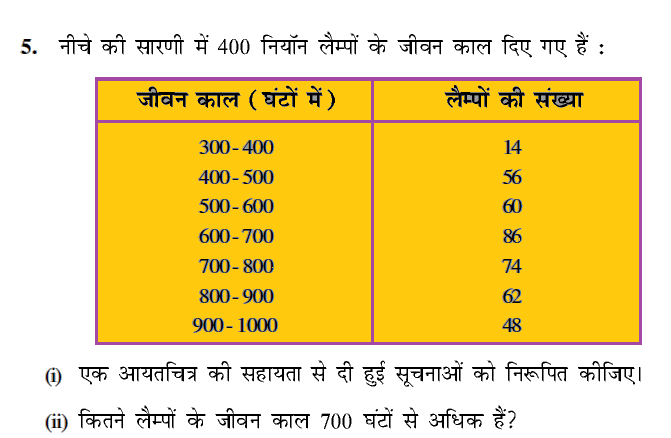 5. नीचे की सारणी में 400 नियॉन लैम्पों के जीवन काल दिए गए हैं :
जीवन काल ( घंटों में ) लैम्पों की संख्या
300-400 14
400-500 56
500-600 60
600-700 86
700-800 74
800-900 62
900-1000 48
(i) एक आयतचित्र की सहायता से दी हुई सूचनाओं को निरूपित कीजिए।
(ii) कितने लैम्पों के जीवन काल 700 घंटों से अधिक हैं?